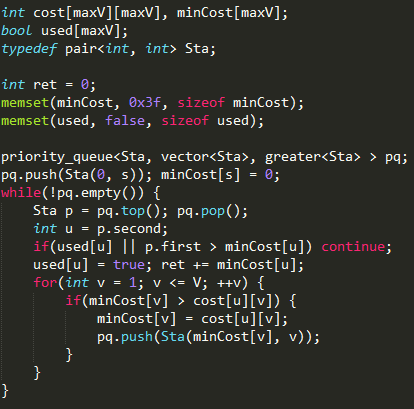 int cost[maxV][maxV], minCost[maxV];
bool used[maxV];
typedef pair<int, int> Sta;

int ret = 0;
memset(minCost, 0x3f, sizeof minCost);
memset(used, false, sizeof used);

priority_queue<Sta, vector<Sta>, greater<Sta> > pq;
pq.push(Sta(0, s)); minCost[s] = 0;
while(!pq.empty()) {
    Sta p = pq.top(); pq.pop();
    int u = p.second;
    if(used[u] || p.first > minCost[u]) continue;
    used[u] = true; ret += minCost[u];
    for(int v = 1; v <= V; ++v) {
        if(minCost[v] > cost[u][v]) {
            minCost[v] = cost[u][v];
            pq.push(Sta(minCost[v], v));
        }
    }
}